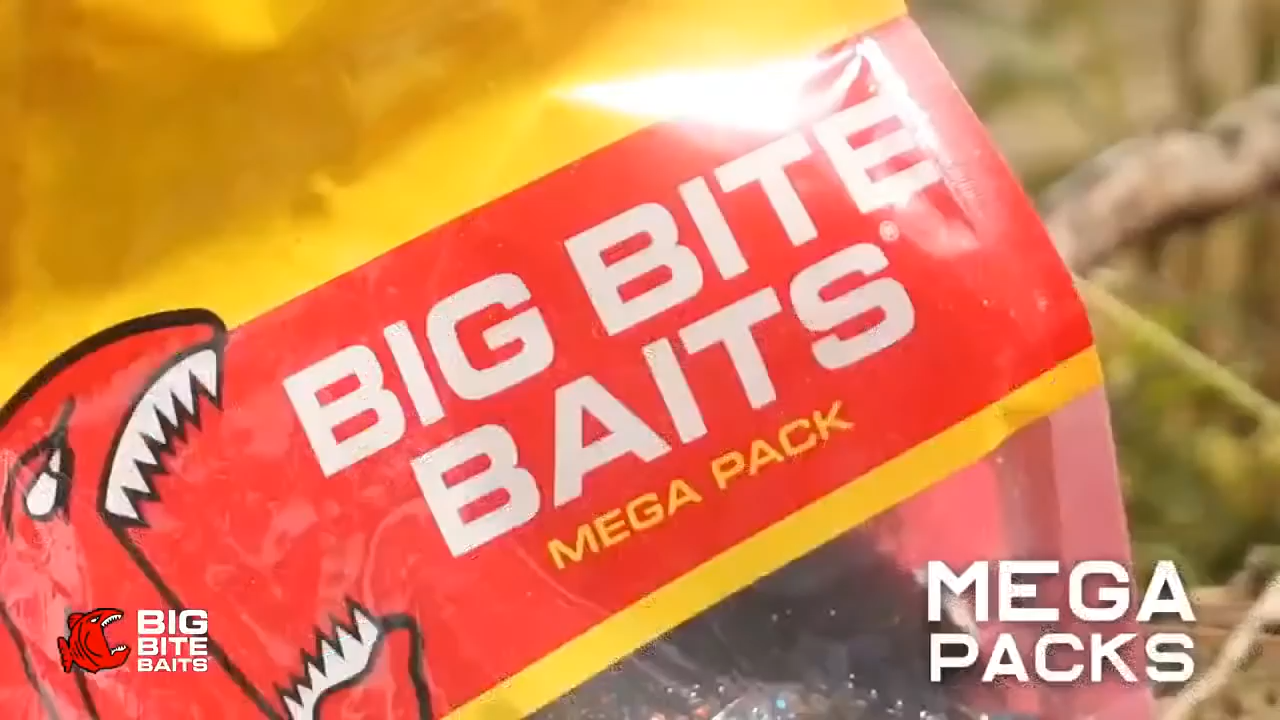 BIG BITE
BAITS®
MEGA PACK
BIG
BITE
BAITS
MEGA
PACKS